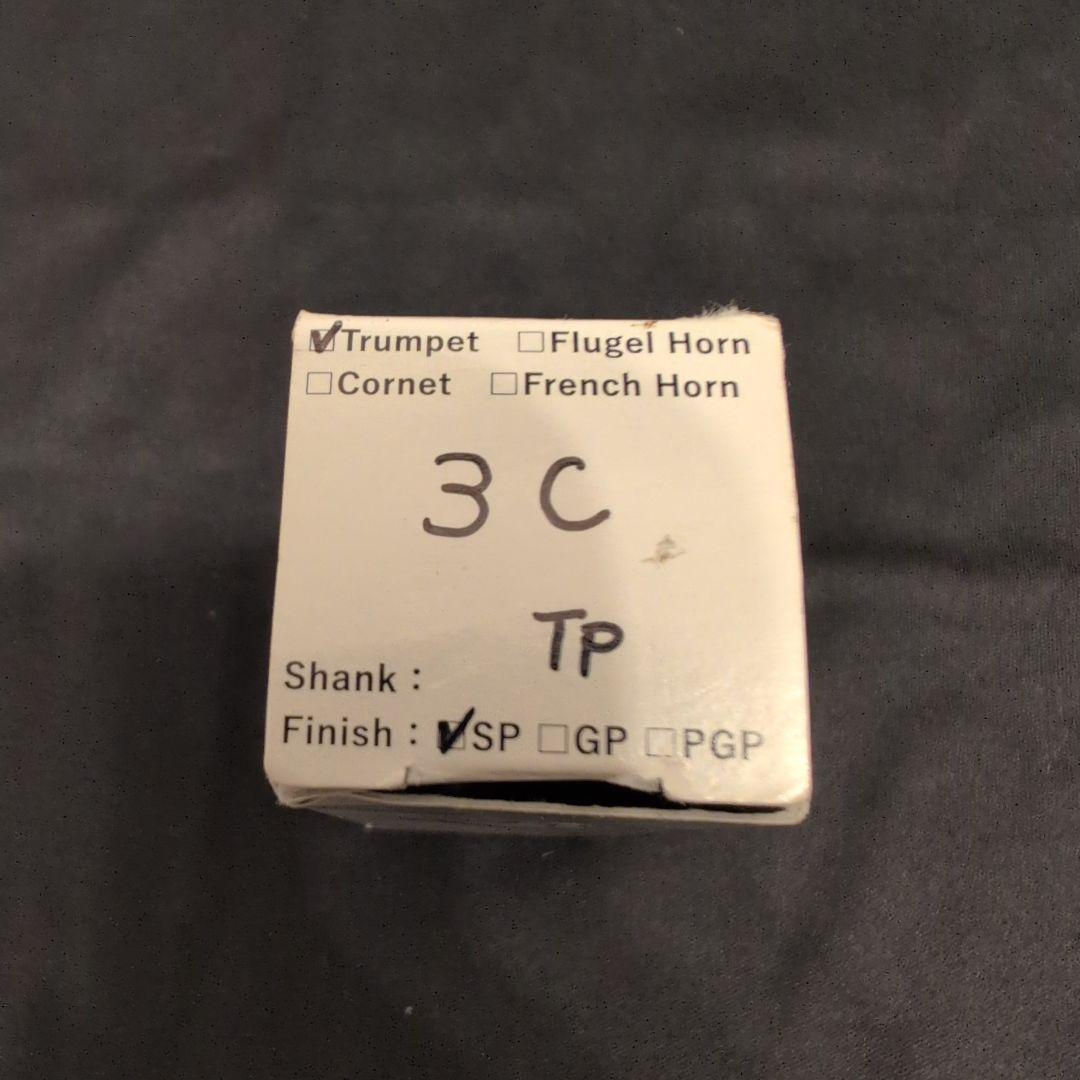 ☑Trumpet ☐Flugel Horn
☐Cornet ☐French Horn
3C
TP
Shank :
Finish : ☑SP ☐GP ☐PGP